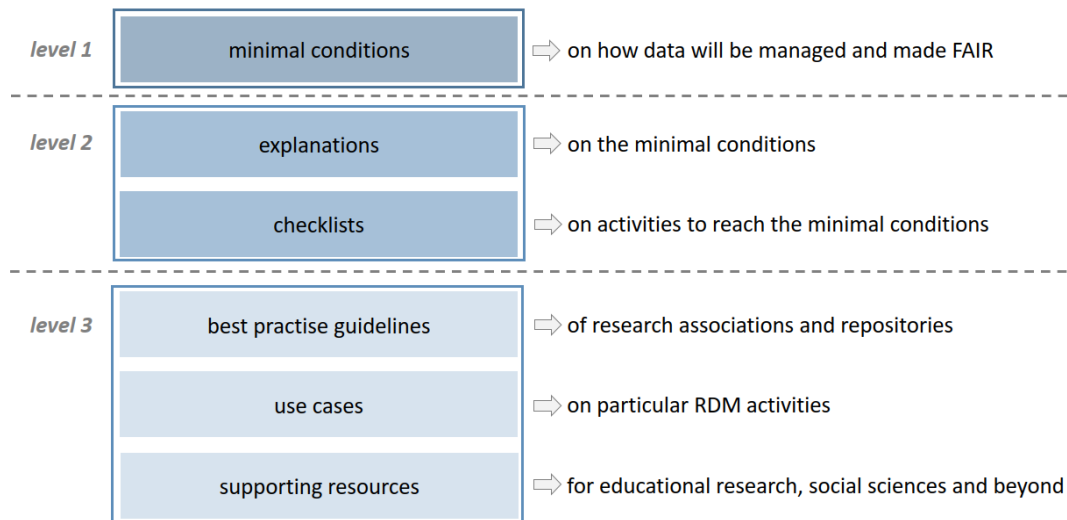 level 1
minimal conditions
on how data will be managed and made FAIR
level 2
explanations
on the minimal conditions
checklists
on activities to reach the minimal conditions
level 3
best practise guidelines
of research associations and repositories
use cases
on particular RDM activities
supporting resources
for educational research, social sciences and beyond